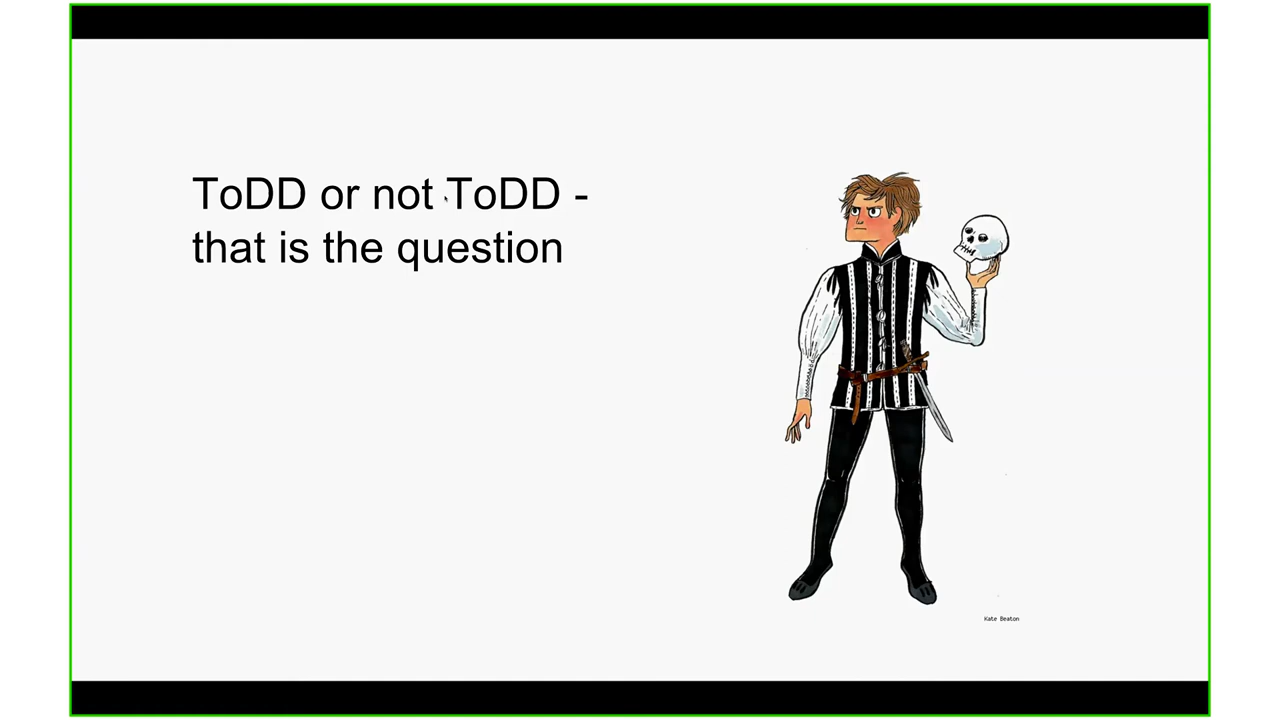 ToDD or not ToDD -
that is the question
Kate Beaton